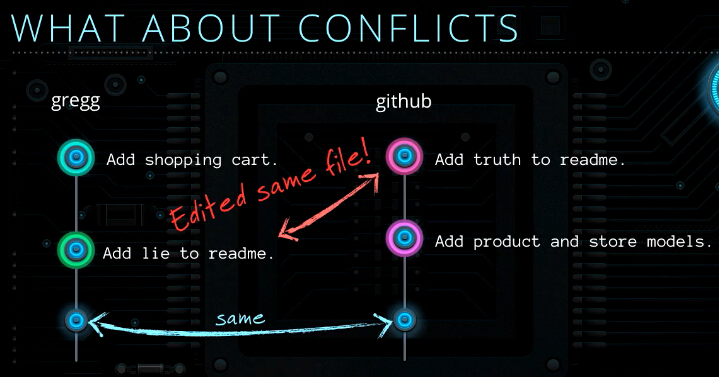 WHAT ABOUT CONFLICTS
gregg
github
Add shopping cart.
Edited same file!
Add truth to readme.
Add lie to readme.
Add product and store models.
same